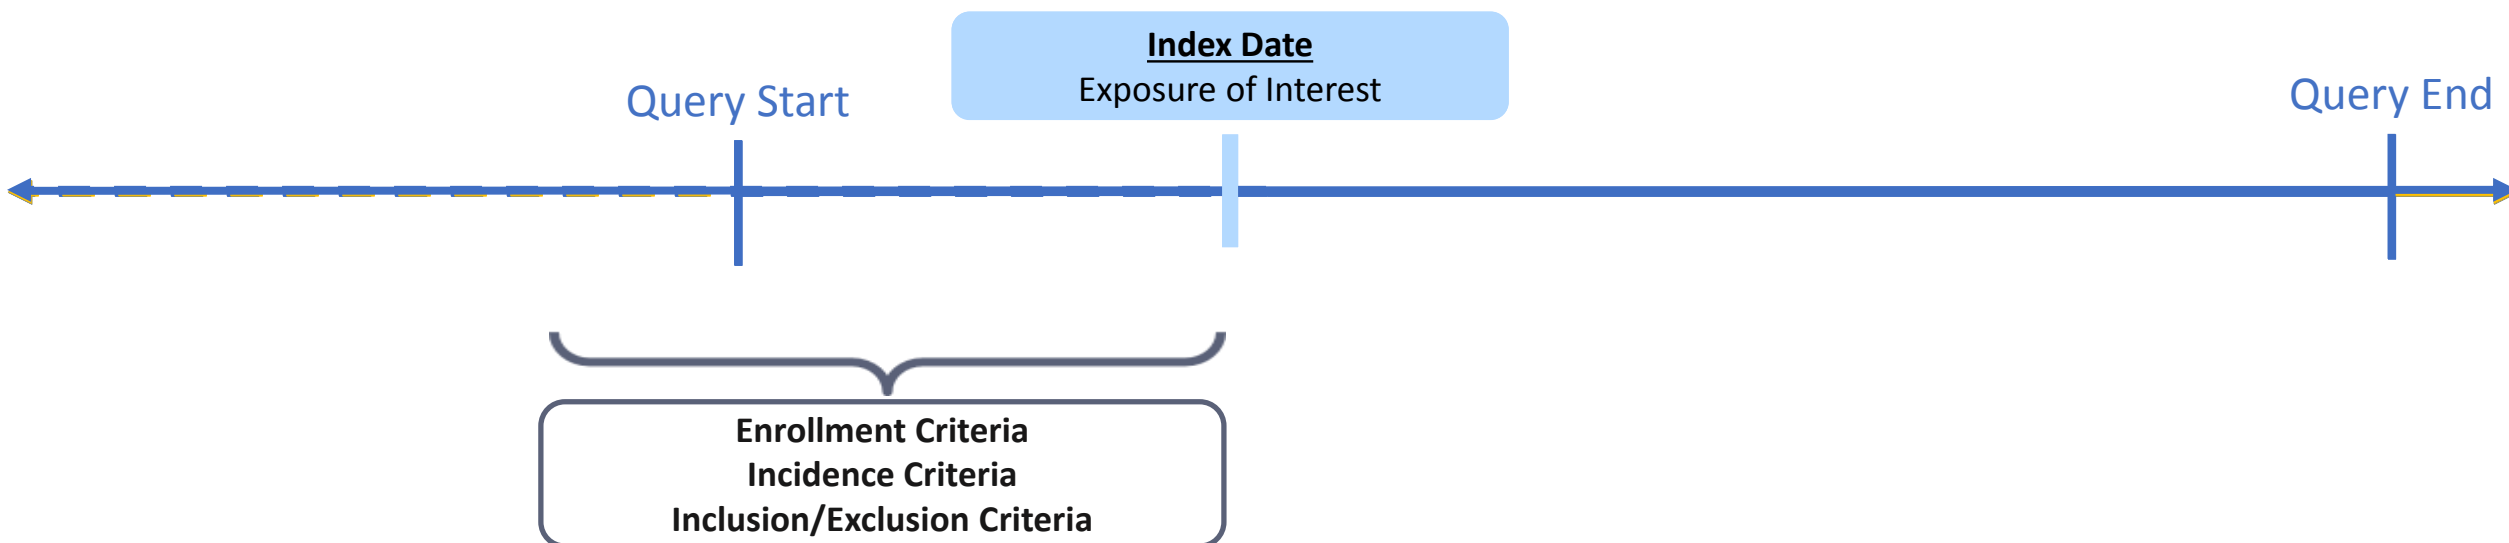 Index Date
Exposure of Interest
Query Start
Query End
Enrollment Criteria
Incidence Criteria
Inclusion/Exclusion Criteria